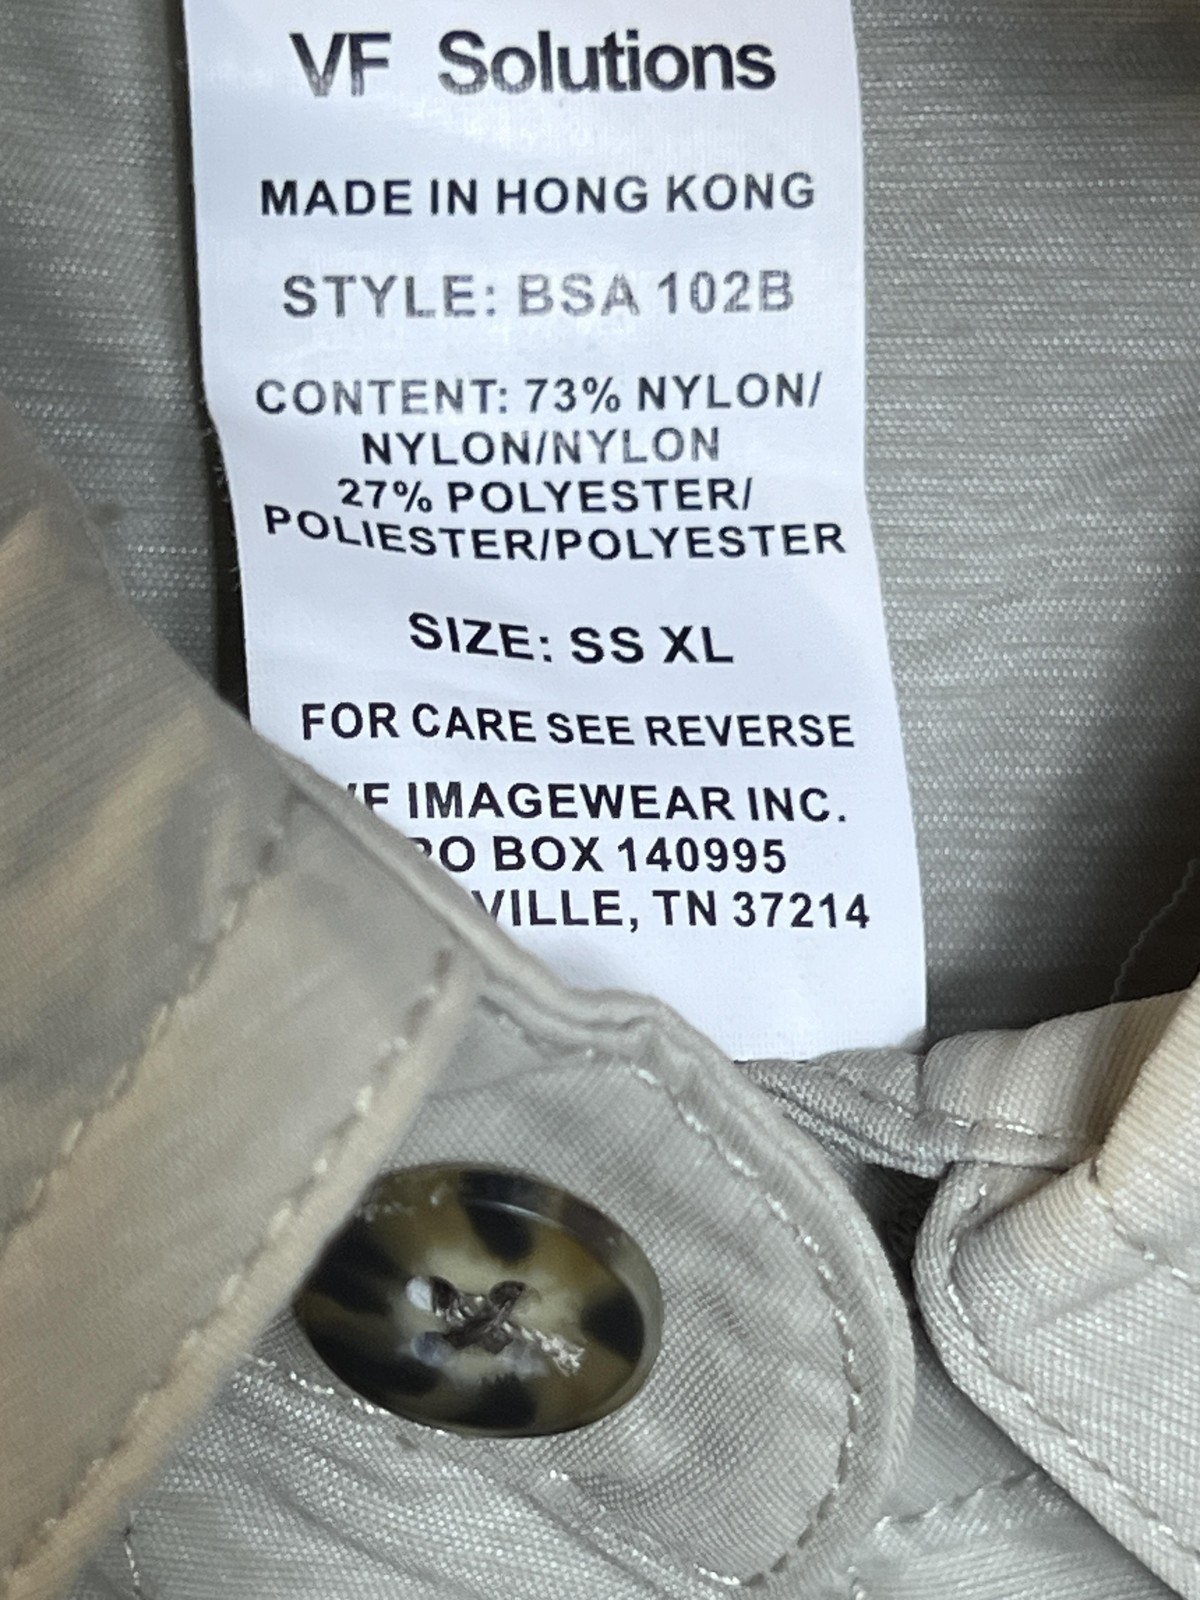 VF Solutions
MADE IN HONG KONG
STYLE: BSA 102B
CONTENT: 73% NYLON/
NYLON/NYLON
27% POLYESTER/
POLIESTER/POLYESTER
SIZE: SS XL
FOR CARE SEE REVERSE
IMAGEWEAR INC.
BOX 140995
TN 37214